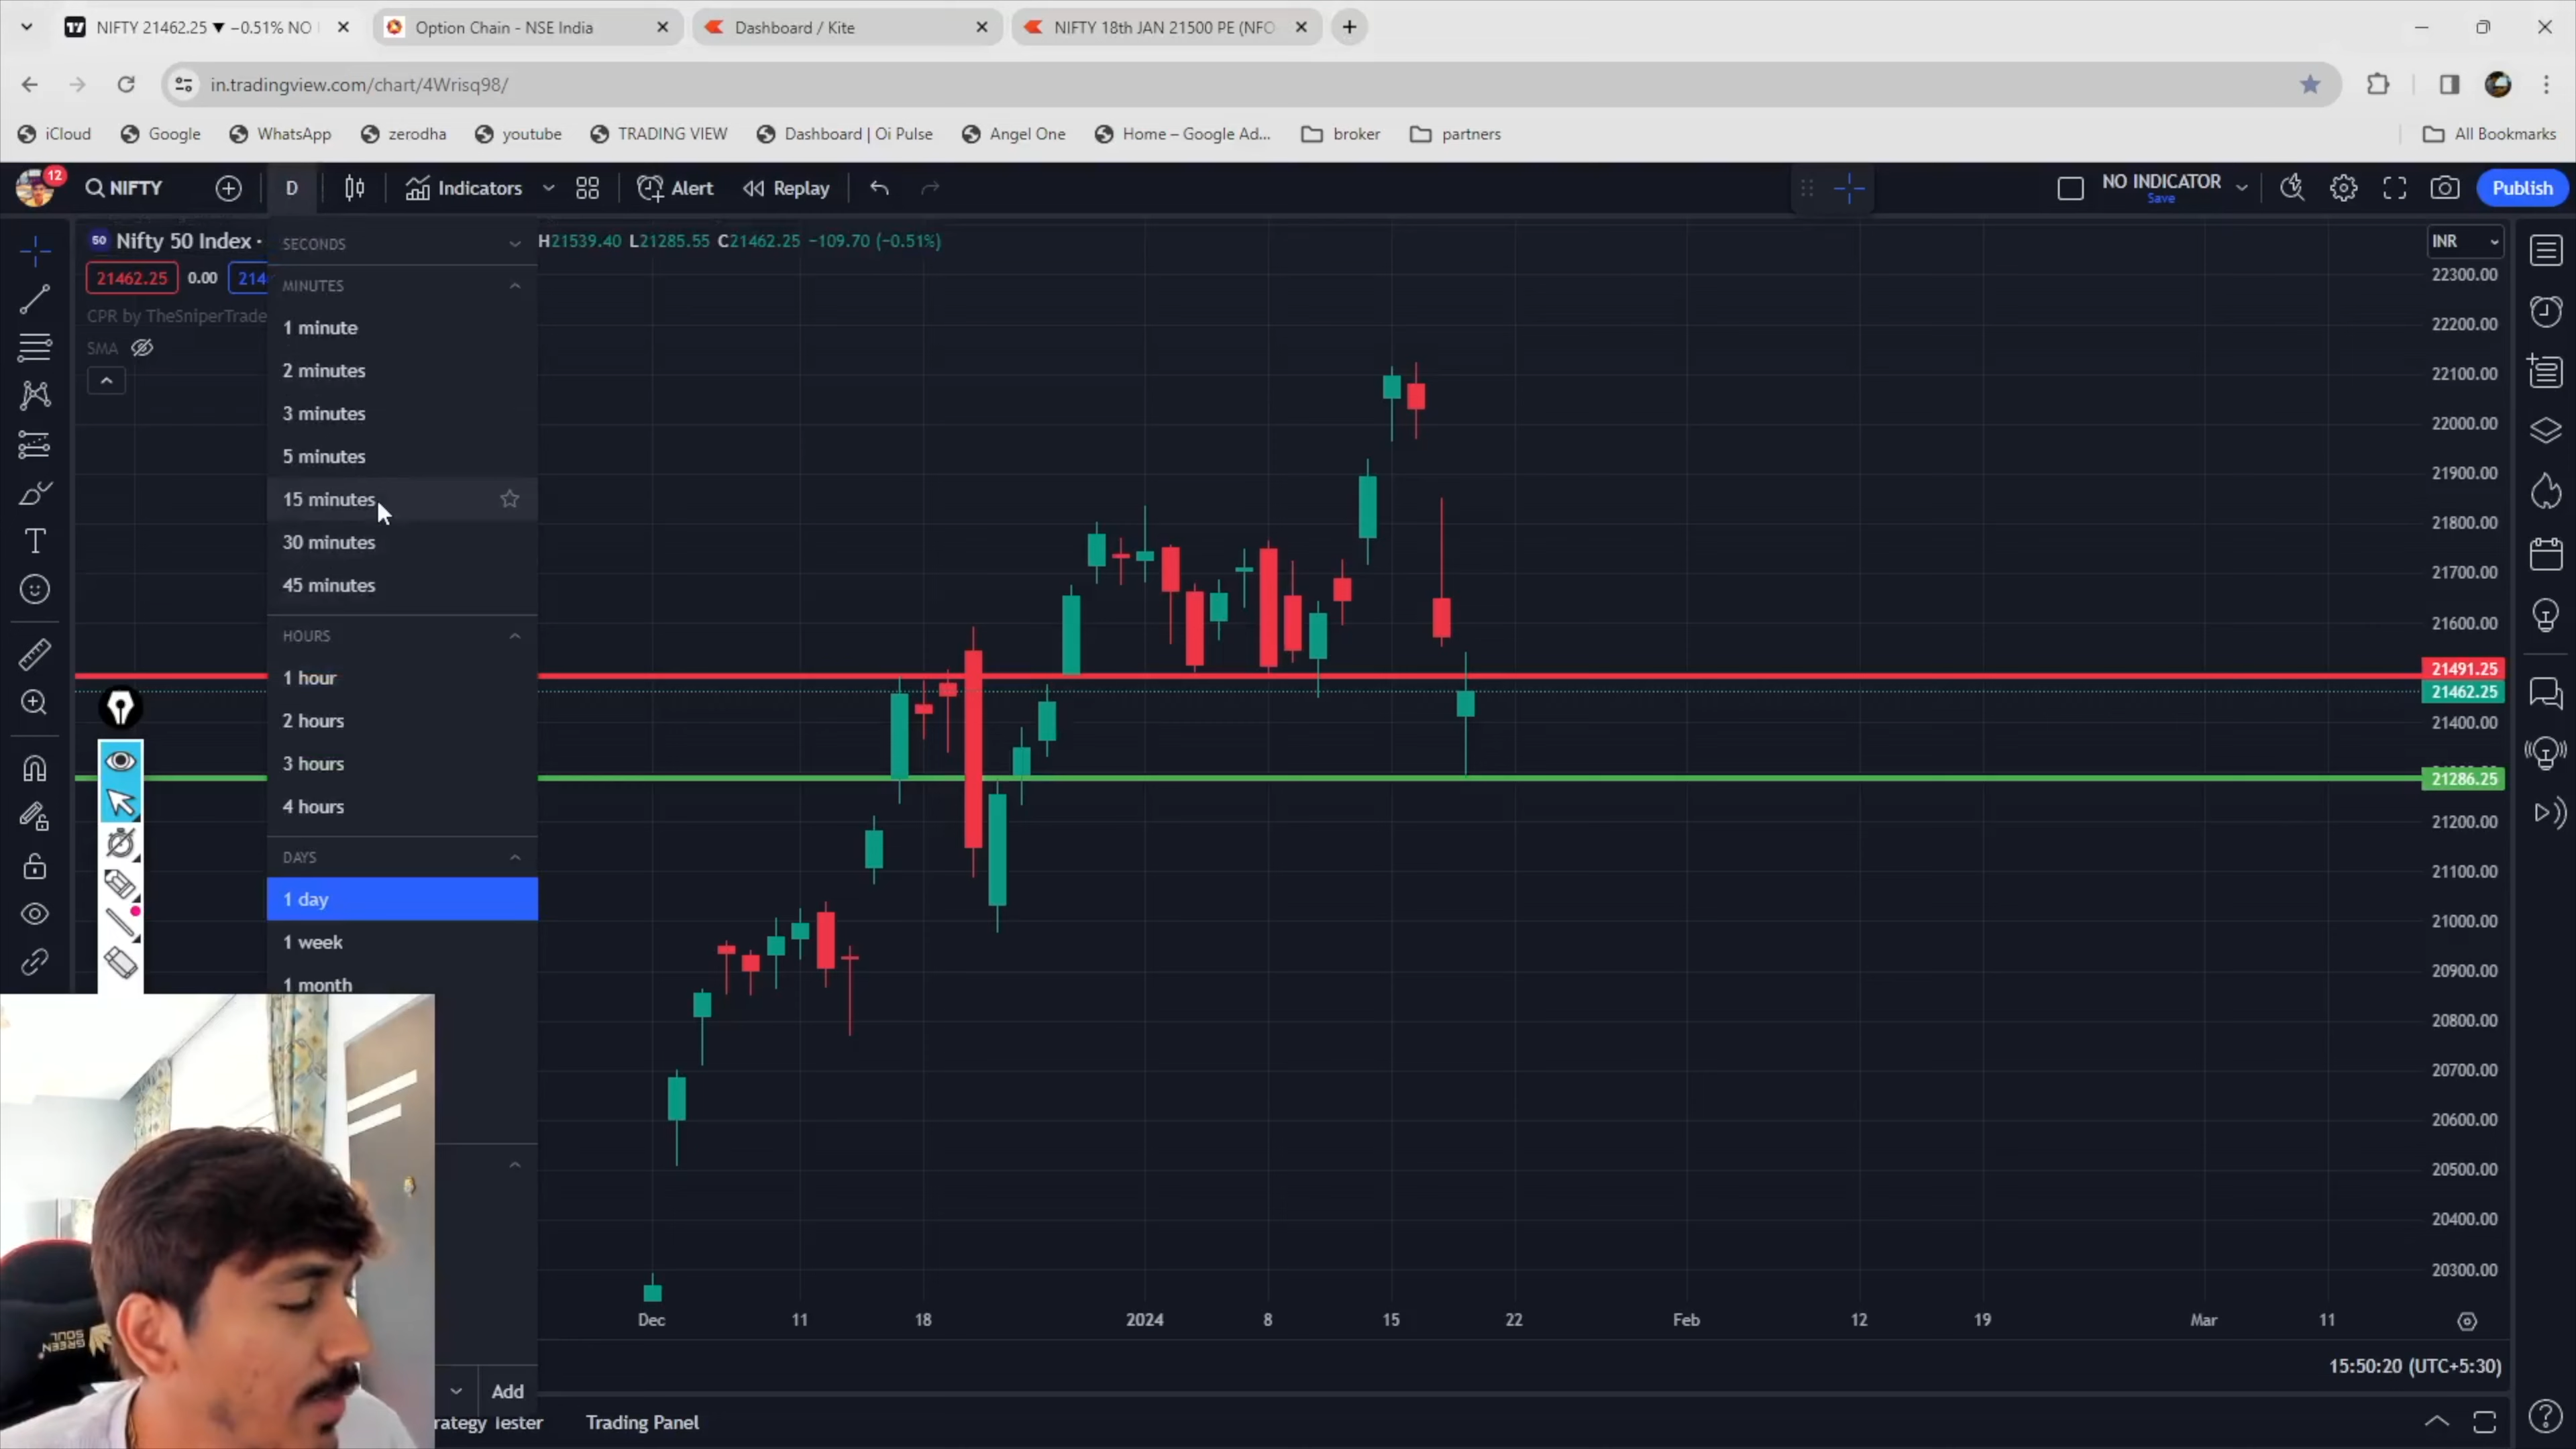 NIFTY 21462.25 ▼ −0.51% NO
Option Chain - NSE India
Dashboard / Kite
NIFTY 18th JAN 21500 PE (NFO
in.tradingview.com/chart/4Wrisq98/
iCloud
Google
WhatsApp
zerodha
youtube
TRADING VIEW
Dashboard | Oi Pulse
Angel One
Home – Google Ad...
broker
partners
All Bookmarks
12
NIFTY
D
Indicators
Alert
Replay
NO INDICATOR
Save
Publish
50 Nifty 50 Index ·
H21539.40 L21285.55 C21462.25 −109.70 (−0.51%)
INR
21462.25 0.00 214
CPR by TheSniperTrade
SMA
SECONDS
MINUTES
1 minute
2 minutes
3 minutes
5 minutes
15 minutes
30 minutes
45 minutes
HOURS
1 hour
2 hours
3 hours
4 hours
DAYS
1 day
1 week
1 month
Add
22300.00
22200.00
22100.00
22000.00
21900.00
21800.00
21700.00
21600.00
21491.25
21462.25
21400.00
21286.25
21200.00
21100.00
21000.00
20900.00
20800.00
20700.00
20600.00
20500.00
20400.00
20300.00
Dec 11 18 2024 8 15 22 Feb 12 19 Mar 11
15:50:20 (UTC+5:30)
rategy Tester
Trading Panel
GREEN
SOUL